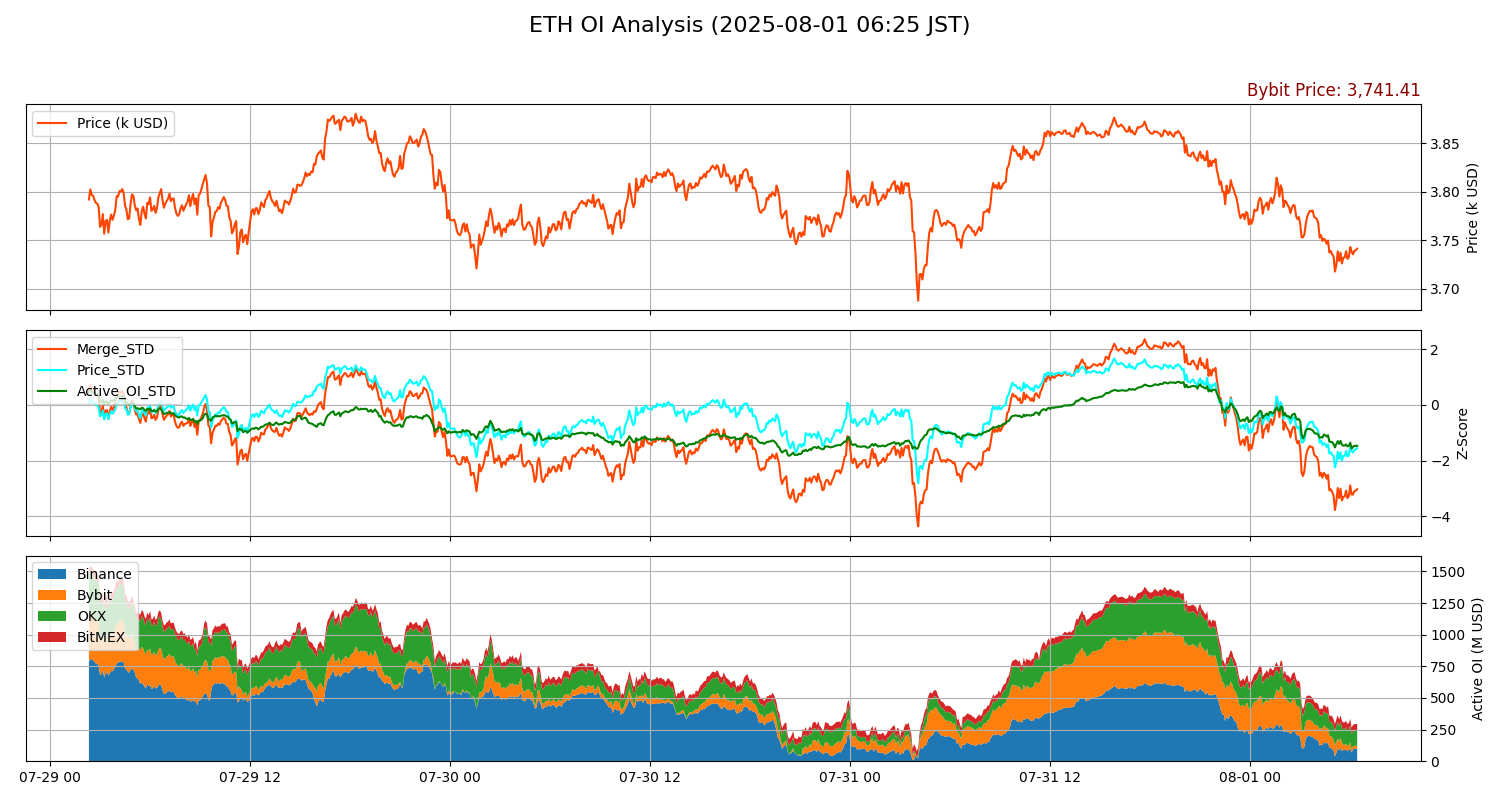 ETH OI Analysis (2025-08-01 06:25 JST)
Bybit Price: 3,741.41
Price (k USD)
3.85
3.80
3.75
3.70
Price (k USD)
Merge_STD
Price_STD
Active_OI_STD
2
0
−2
−4
Z-Score
Binance
Bybit
OKX
BitMEX
1500
1250
1000
750
500
250
0
Active OI (M USD)
07-29 00
07-29 12
07-30 00
07-30 12
07-31 00
07-31 12
08-01 00